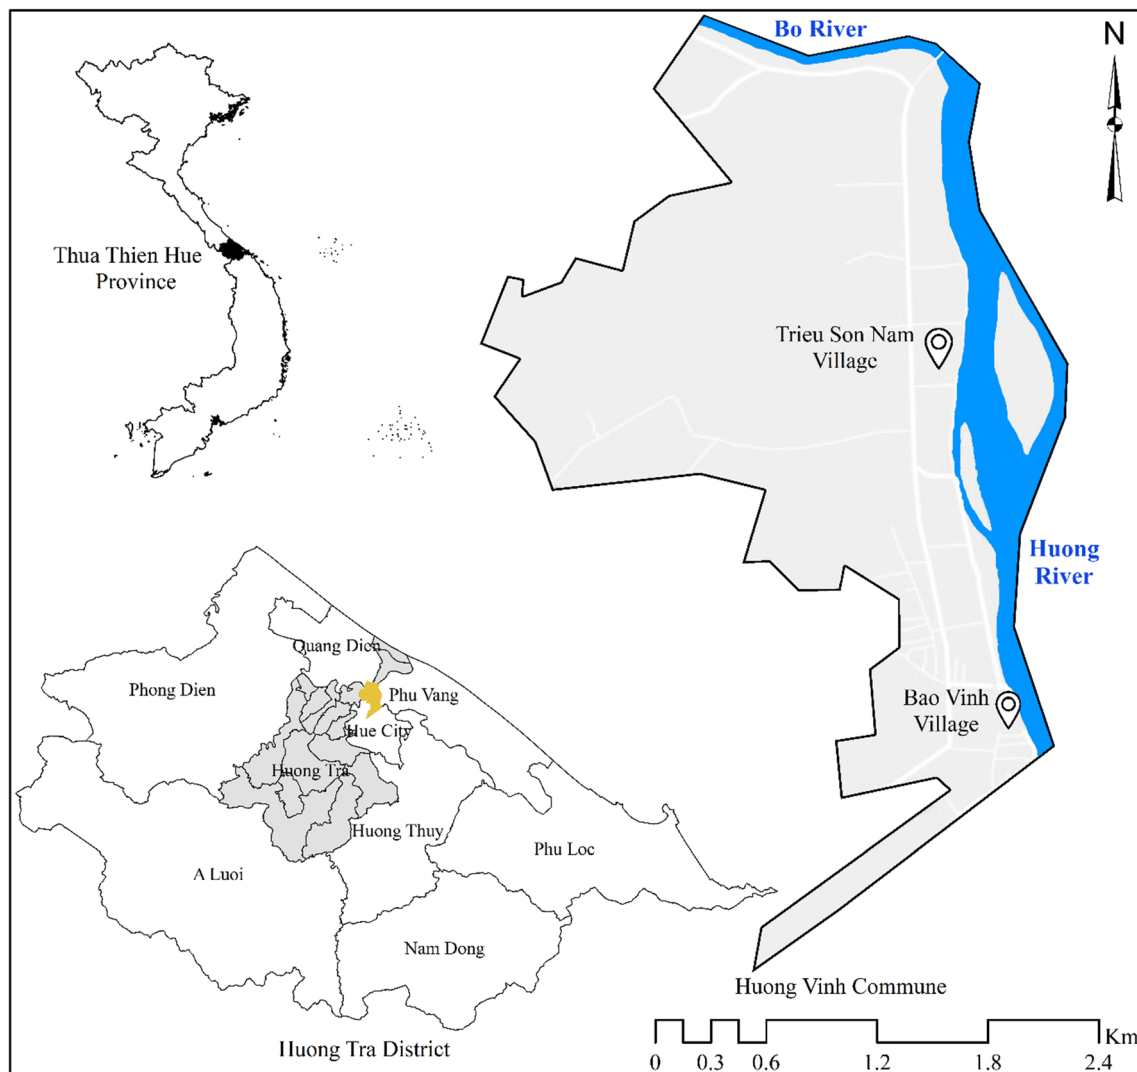 Bo River
N
Thua Thien Hue
Province
Trieu Son Nam
Village
Huong
River
Bao Vinh
Village
Huong Vinh Commune
Quang Dien
Phong Dien
Phu Vang
Hue City
Huong Tra
Huong Thuy
Phu Loc
A Luoi
Nam Dong
Huong Tra District
Km
0 0.3 0.6 1.2 1.8 2.4